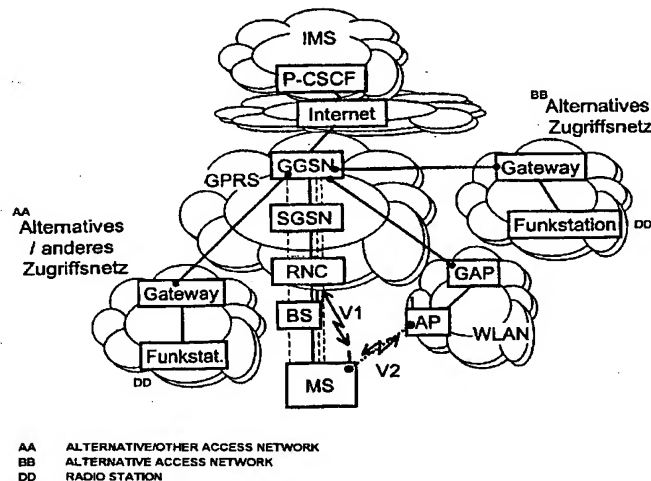 IMS
P-CSCF
Internet
BB Alternatives
Zugriffsnetz
GGSN
Gateway
GPRS
SGSN
Funkstation DD
AA
Alternatives
/ anderes
Zugriffsnetz
RNC
GAP
Gateway
BS
V1
AP
WLAN
Funkstat.
DD
MS
V2
AA ALTERNATIVE/OTHER ACCESS NETWORK
BB ALTERNATIVE ACCESS NETWORK
DD RADIO STATION